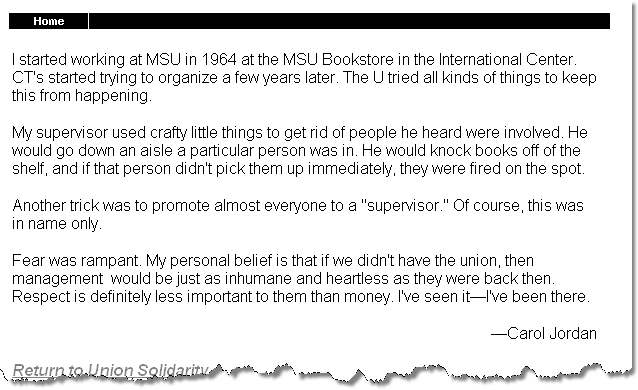 Home
I started working at MSU in 1964 at the MSU Bookstore in the International Center.
CT's started trying to organize a few years later. The U tried all kinds of things to keep
this from happening.
My supervisor used crafty little things to get rid of people he heard were involved. He
would go down an aisle a particular person was in. He would knock books off of the
shelf, and if that person didn't pick them up immediately, they were fired on the spot.
Another trick was to promote almost everyone to a "supervisor." Of course, this was
in name only.
Fear was rampant. My personal belief is that if we didn't have the union, then
management would be just as inhumane and heartless as they were back then.
Respect is definitely less important to them than money. I've seen it—I've been there.
—Carol Jordan
Return to Union Solidarity